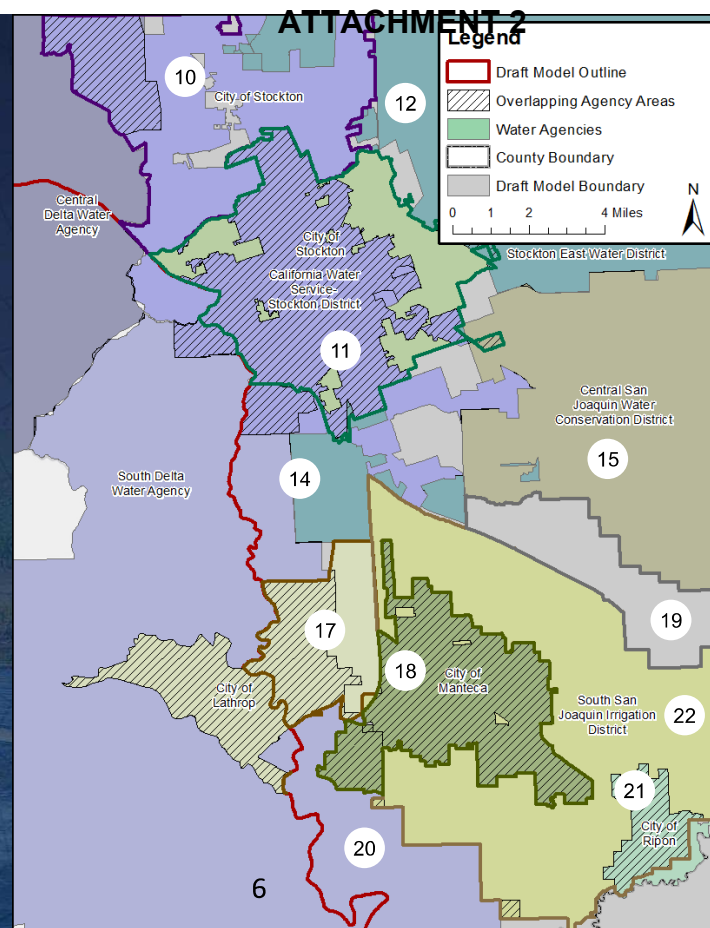 ATTACHMENT 2
Legend
Draft Model Outline
Overlapping Agency Areas
Water Agencies
County Boundary
Draft Model Boundary
0 1 2 4 Miles
N
10
City of Stockton
12
Central
Delta Water
Agency
City of
Stockton
California Water
Service-
Stockton District
Stockton East Water District
11
Central San
Joaquin Water
Conservation District
15
South Delta
Water Agency
14
17
19
18
City of
Manteca
City of
Lathrop
South San
Joaquin Irrigation
District
22
21
City of
Ripon
20
6